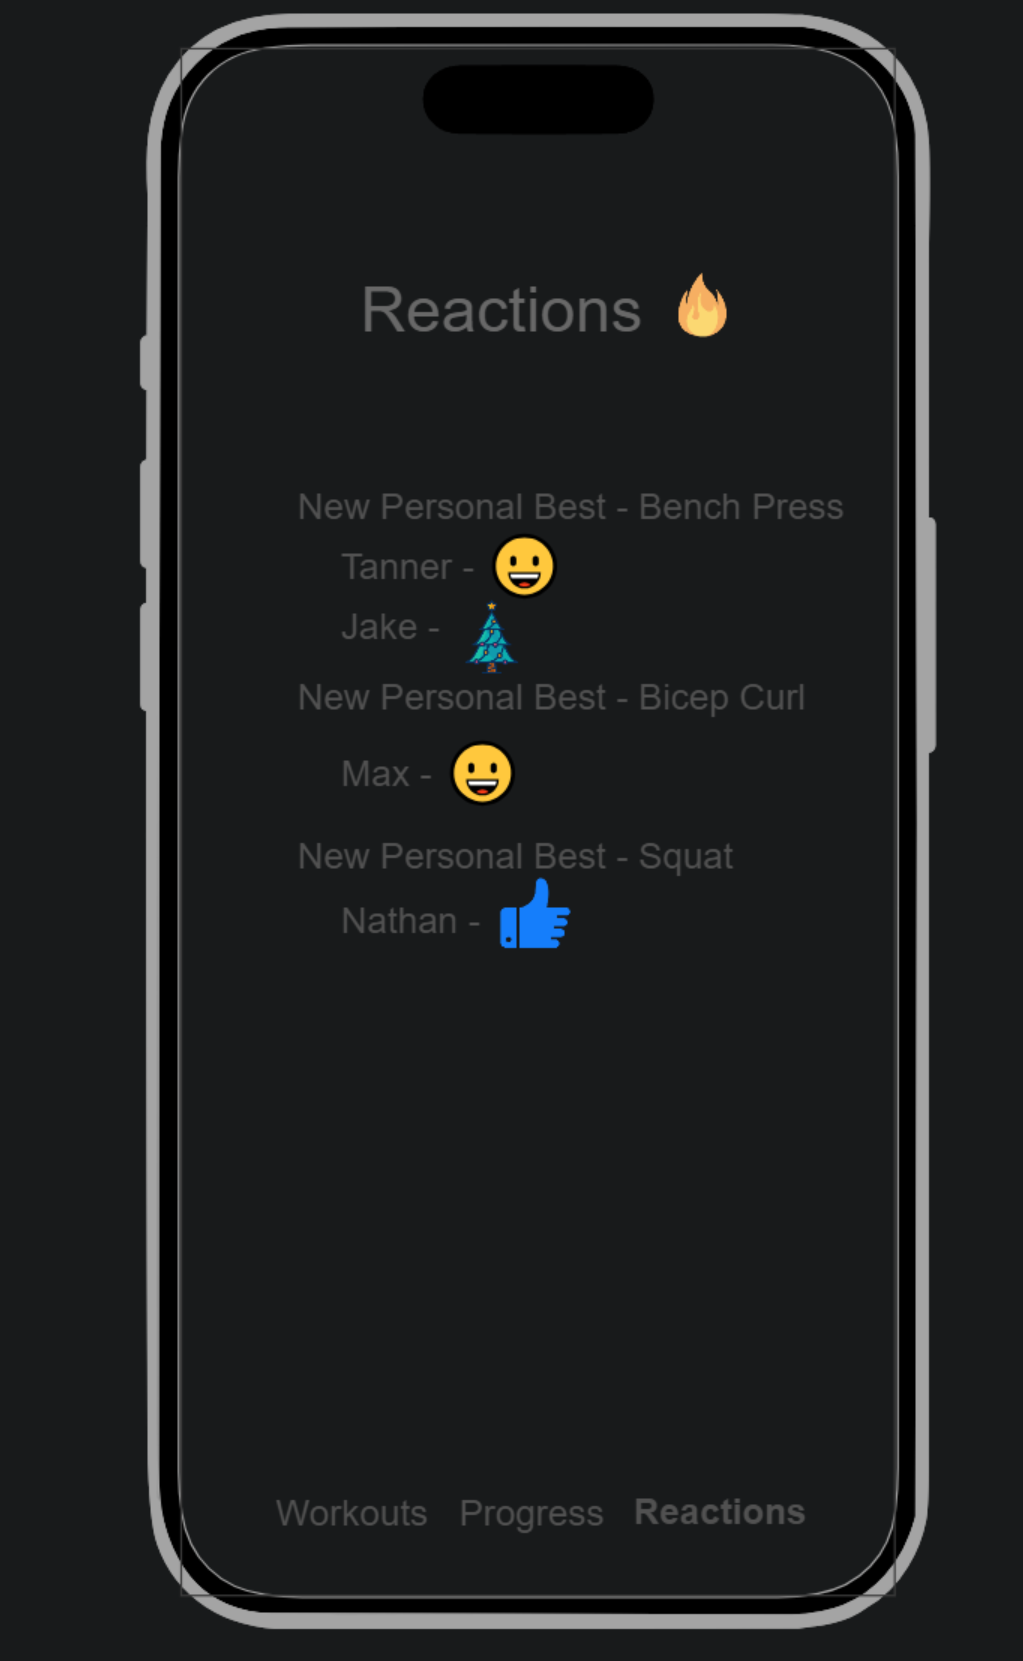 Reactions 🔥
New Personal Best - Bench Press
Tanner - 😀
Jake - 🎄
New Personal Best - Bicep Curl
Max - 😀
New Personal Best - Squat
Nathan - 👍
Workouts Progress Reactions